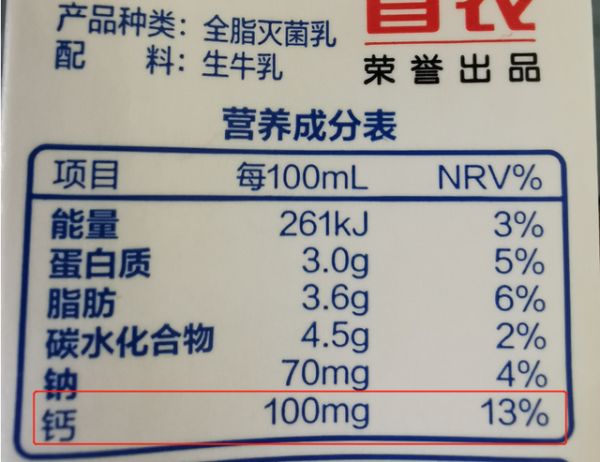 产品种类：全脂灭菌乳
配 料：生牛乳
首农
荣誉出品
营养成分表
项目 每100mL NRV%
能量 261kJ 3%
蛋白质 3.0g 5%
脂肪 3.6g 6%
碳水化合物 4.5g 2%
钠 70mg 4%
钙 100mg 13%